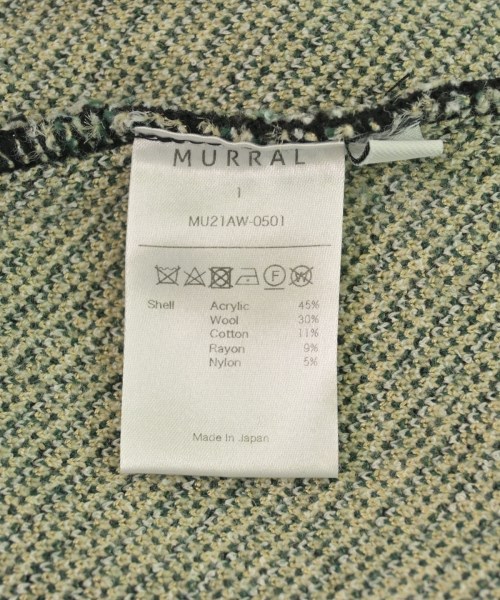 MURRAL
1
MU21AW-0501
F W
Shell Acrylic 45%
Wool 30%
Cotton 11%
Rayon 9%
Nylon 5%
Made In Japan